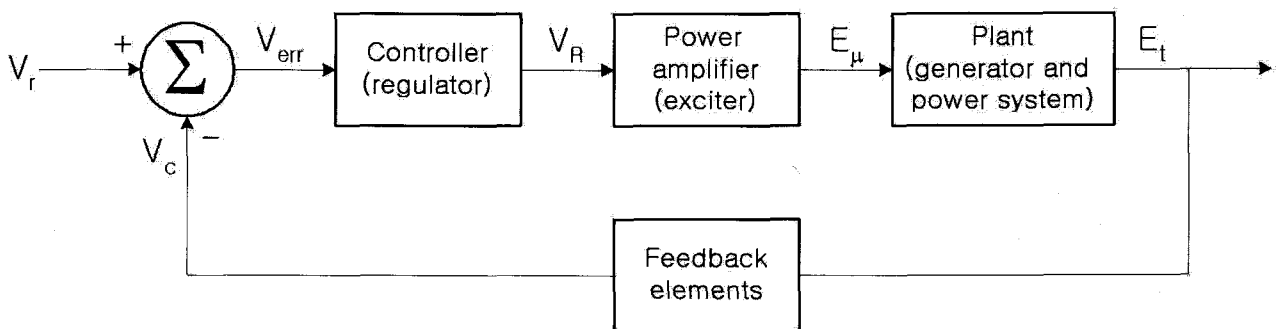 V_r
+
Σ
V_err
Controller
(regulator)
V_R
Power
amplifier
(exciter)
E_μ
Plant
(generator and
power system)
E_t
V_c
−
Feedback
elements